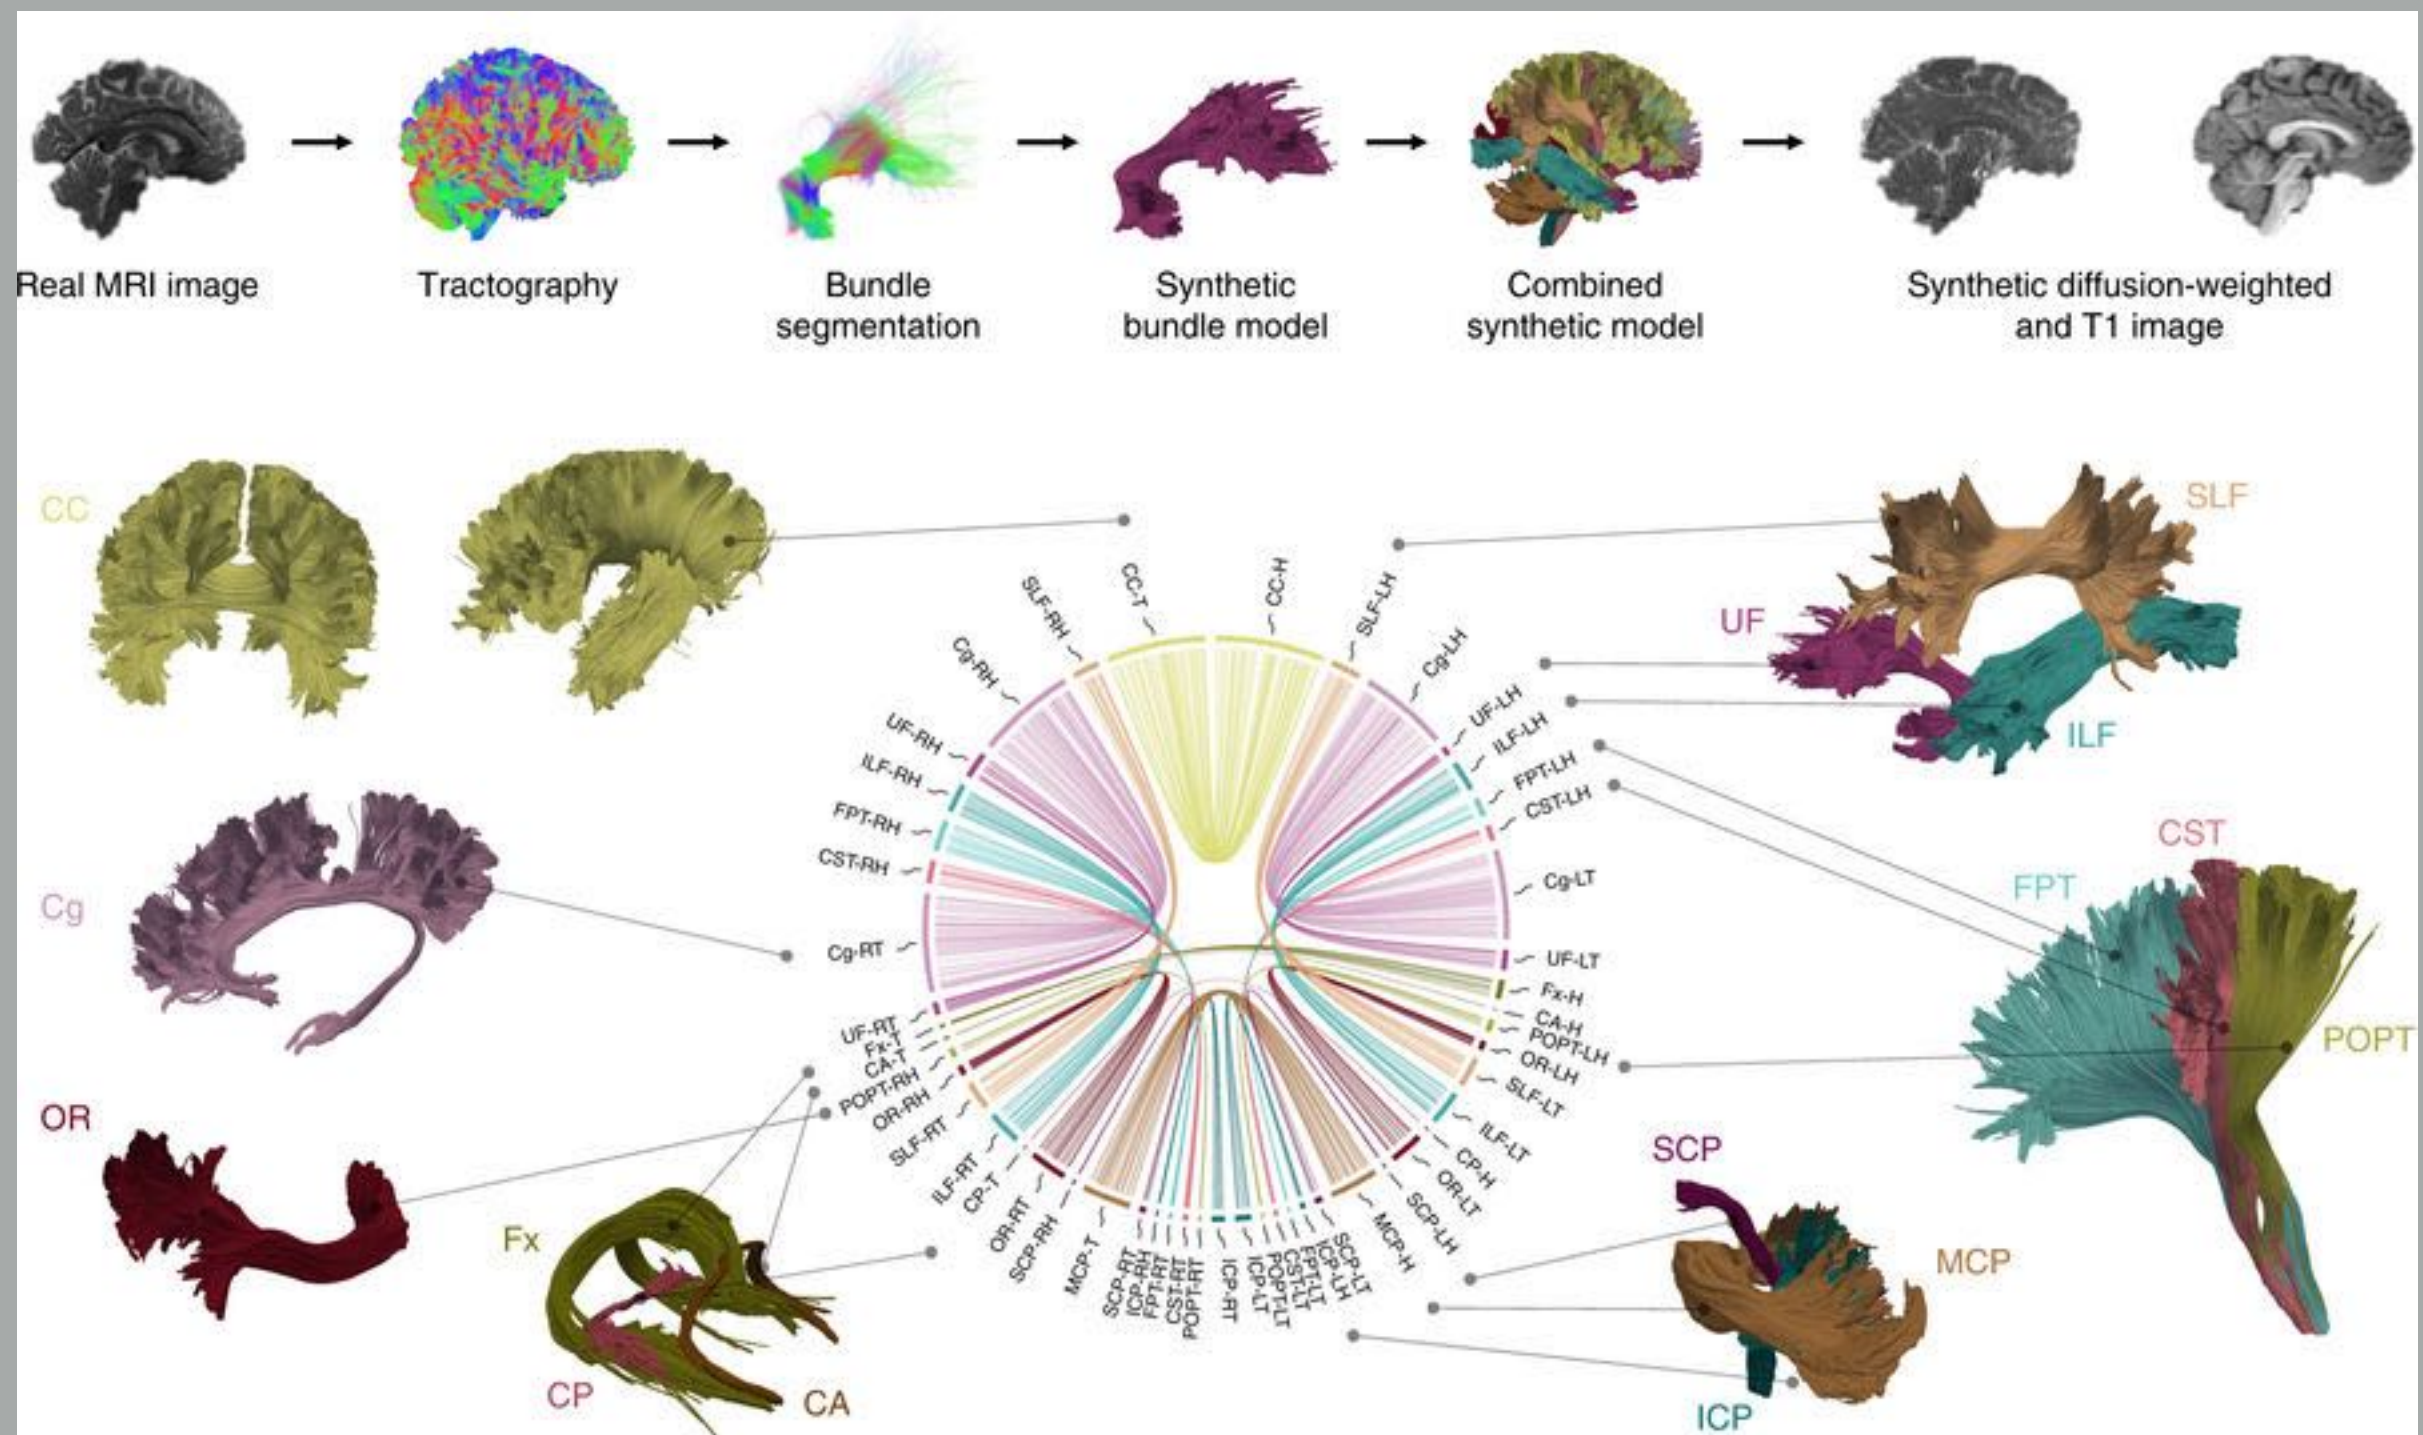 Real MRI image
Tractography
Bundle
segmentation
Synthetic
bundle model
Combined
synthetic model
Synthetic diffusion-weighted
and T1 image
CC
SLF
UF
ILF
Cg
CST
FPT
POPT
OR
Fx
CP
CA
SCP
MCP
ICP
CC-T
CC-H
SLF-LH
Cg-LH
UF-LH
ILF-LH
FPT-LH
CST-LH
Cg-LT
UF-LT
Fx-H
CA-H
POPT-LH
OR-LH
SLF-LT
ILF-LT
CP-H
OR-LT
SCP-LH
MCP-H
SCP-LT
ICP-LH
FPT-LT
CST-LT
POPT-LT
ICP-LT
ICP-RT
POPT-RT
CST-RT
FPT-RT
ICP-RH
SCP-RT
MCP-T
SCP-RH
OR-RT
CP-T
ILF-RT
SLF-RT
OR-RH
POPT-RH
CA-T
Fx-T
UF-RT
Cg-RT
CST-RH
FPT-RH
ILF-RH
UF-RH
Cg-RH
SLF-RH